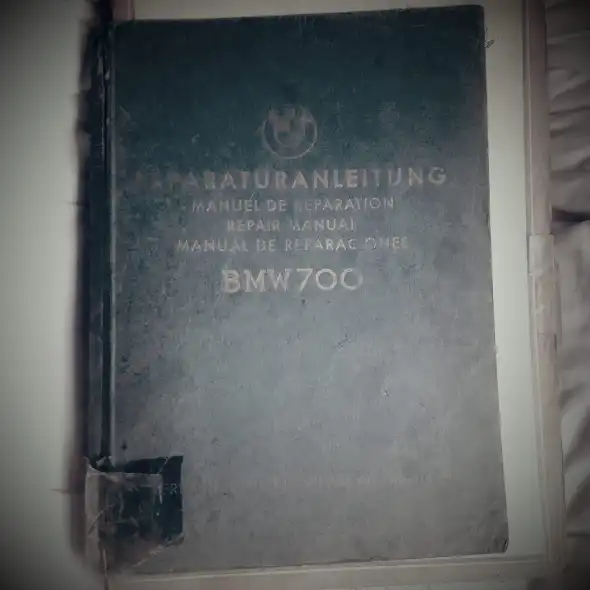 REPARATURANLEITUNG
MANUEL DE REPARATION
REPAIR MANUAL
MANUAL DE REPARACIONES
BMW 700